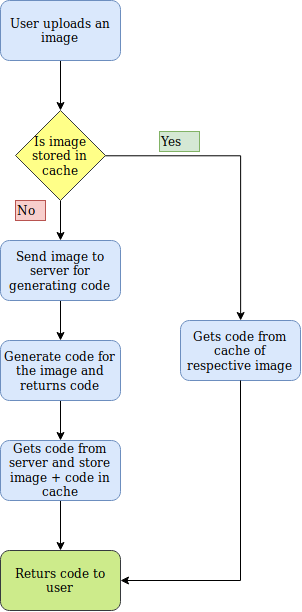 User uploads an
image
Is image
stored in
cache
Yes
No
Send image to
server for
generating code
Generate code for
the image and
returns code
Gets code from
cache of
respective image
Gets code from
server and store
image + code in
cache
Returs code to
user